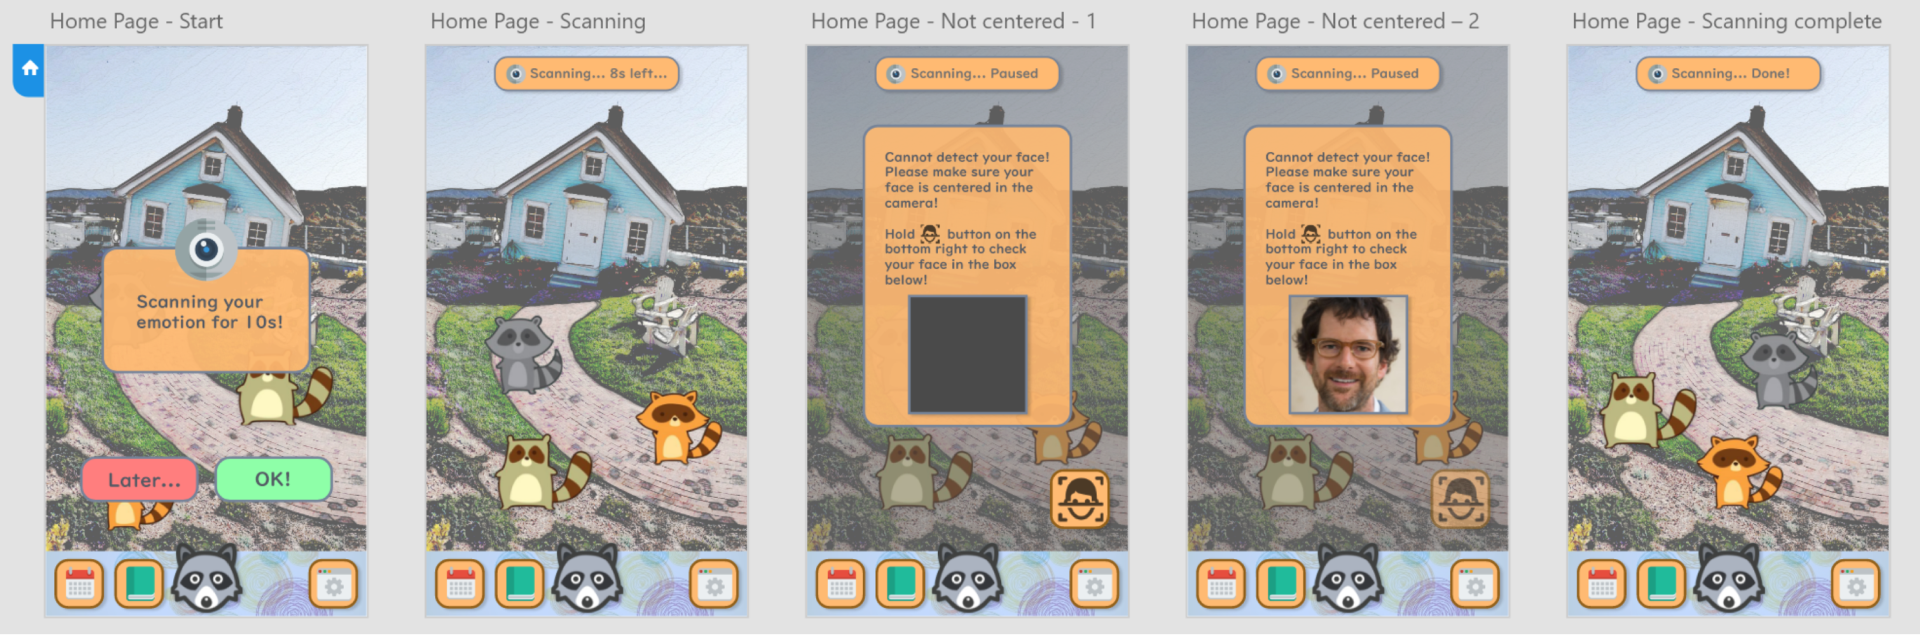 Home Page - Start
Scanning your
emotion for 10s!
Later...
OK!
Home Page - Scanning
Scanning... 8s left...
Home Page - Not centered - 1
Scanning... Paused
Cannot detect your face!
Please make sure your
face is centered in the
camera!
Hold button on the
bottom right to check
your face in the box
below!
Home Page - Not centered – 2
Scanning... Paused
Cannot detect your face!
Please make sure your
face is centered in the
camera!
Hold button on the
bottom right to check
your face in the box
below!
Home Page - Scanning complete
Scanning... Done!